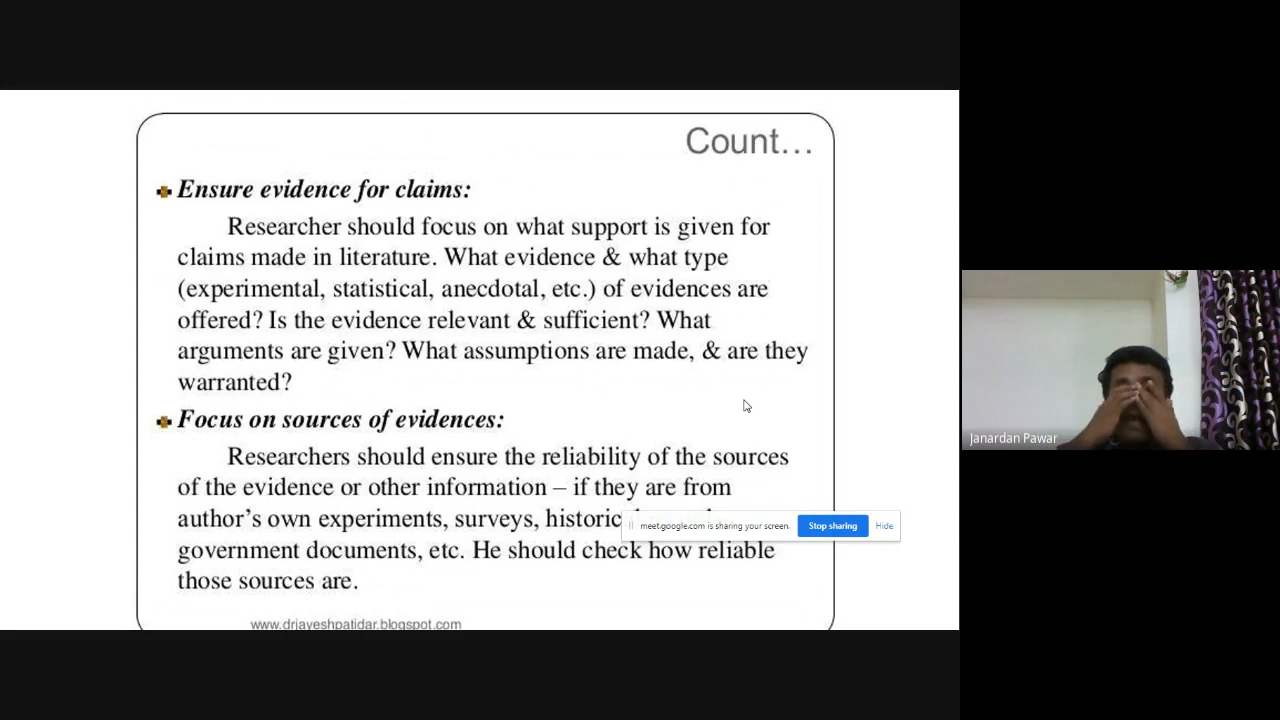 Count…
Ensure evidence for claims:
Researcher should focus on what support is given for
claims made in literature. What evidence & what type
(experimental, statistical, anecdotal, etc.) of evidences are
offered? Is the evidence relevant & sufficient? What
arguments are given? What assumptions are made, & are they
warranted?
Focus on sources of evidences:
Researchers should ensure the reliability of the sources
of the evidence or other information – if they are from
author’s own experiments, surveys,
meet.google.com is sharing your screen.
Stop sharing
Hide
government documents, etc. He should check how reliable
those sources are.
www.drjayeshpatidar.blogspot.com
Janardan Pawar